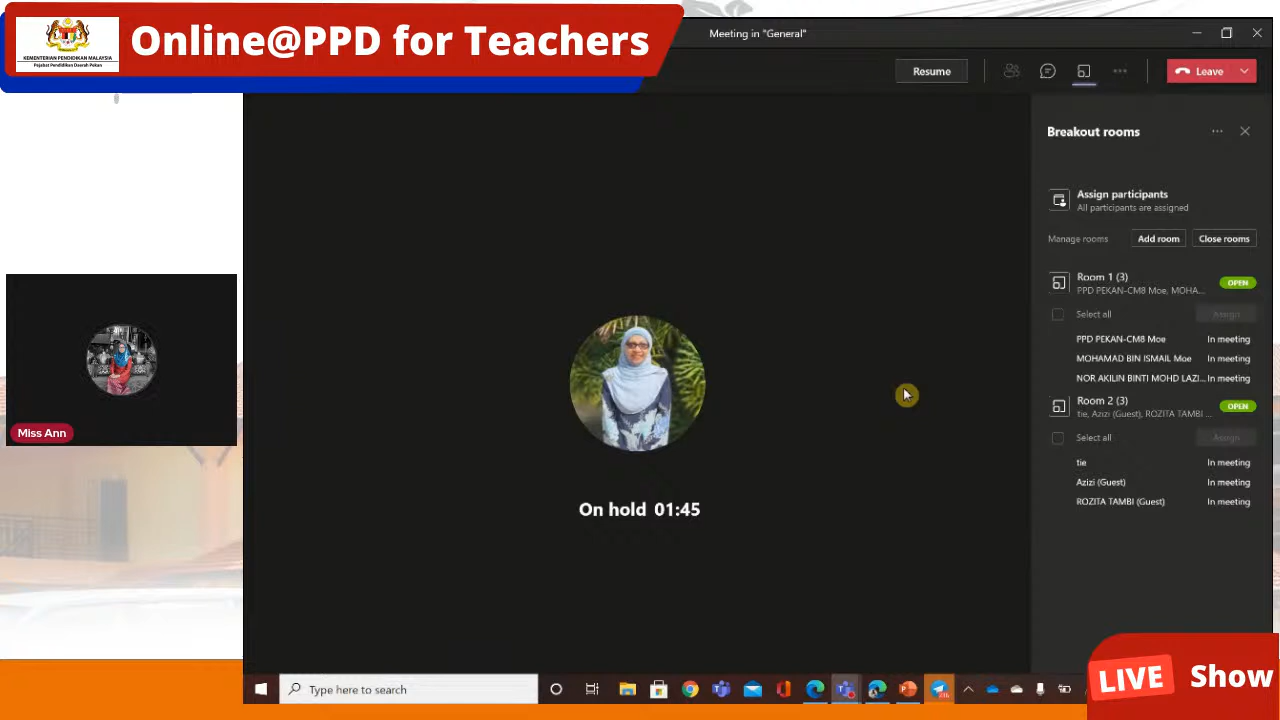 KEMENTERIAN PENDIDIKAN MALAYSIA
Pejabat Pendidikan Daerah Pekan
Online@PPD for Teachers
Meeting in "General"
Resume
Leave
Breakout rooms
Assign participants
All participants are assigned
Manage rooms
Add room
Close rooms
Room 1 (3)
PPD PEKAN-CM8 Moe, MOHA...
OPEN
Select all
Assign
PPD PEKAN-CM8 Moe In meeting
MOHAMAD BIN ISMAIL Moe In meeting
NOR AKILIN BINTI MOHD LAZI... In meeting
Room 2 (3)
tie, Azizi (Guest), ROZITA TAMBI ...
OPEN
Select all
Assign
tie In meeting
Azizi (Guest) In meeting
ROZITA TAMBI (Guest) In meeting
Miss Ann
On hold 01:45
Type here to search
LIVE Show